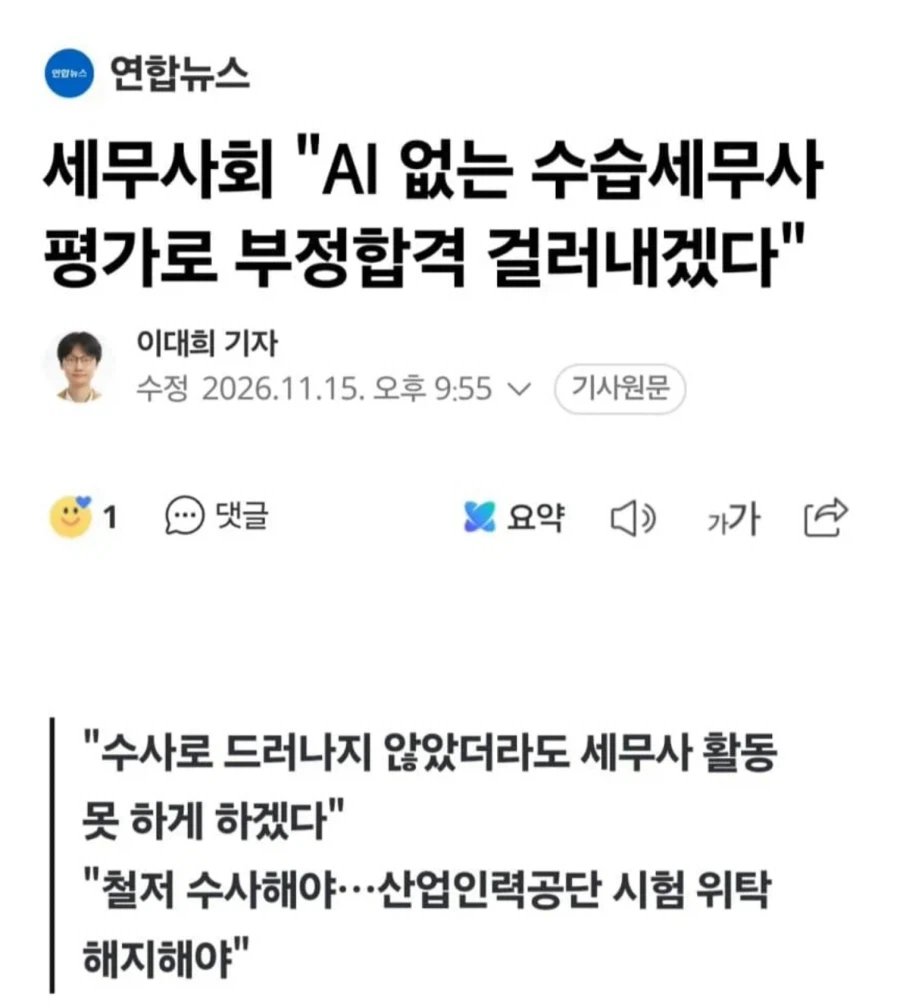 연합뉴스 연합뉴스
세무사회 "AI 없는 수습세무사
평가로 부정합격 걸러내겠다"
이대희 기자
수정 2026.11.15. 오후 9:55 기사원문
1 댓글 요약 가가
"수사로 드러나지 않았더라도 세무사 활동
못 하게 하겠다"
"철저 수사해야…산업인력공단 시험 위탁
해지해야"